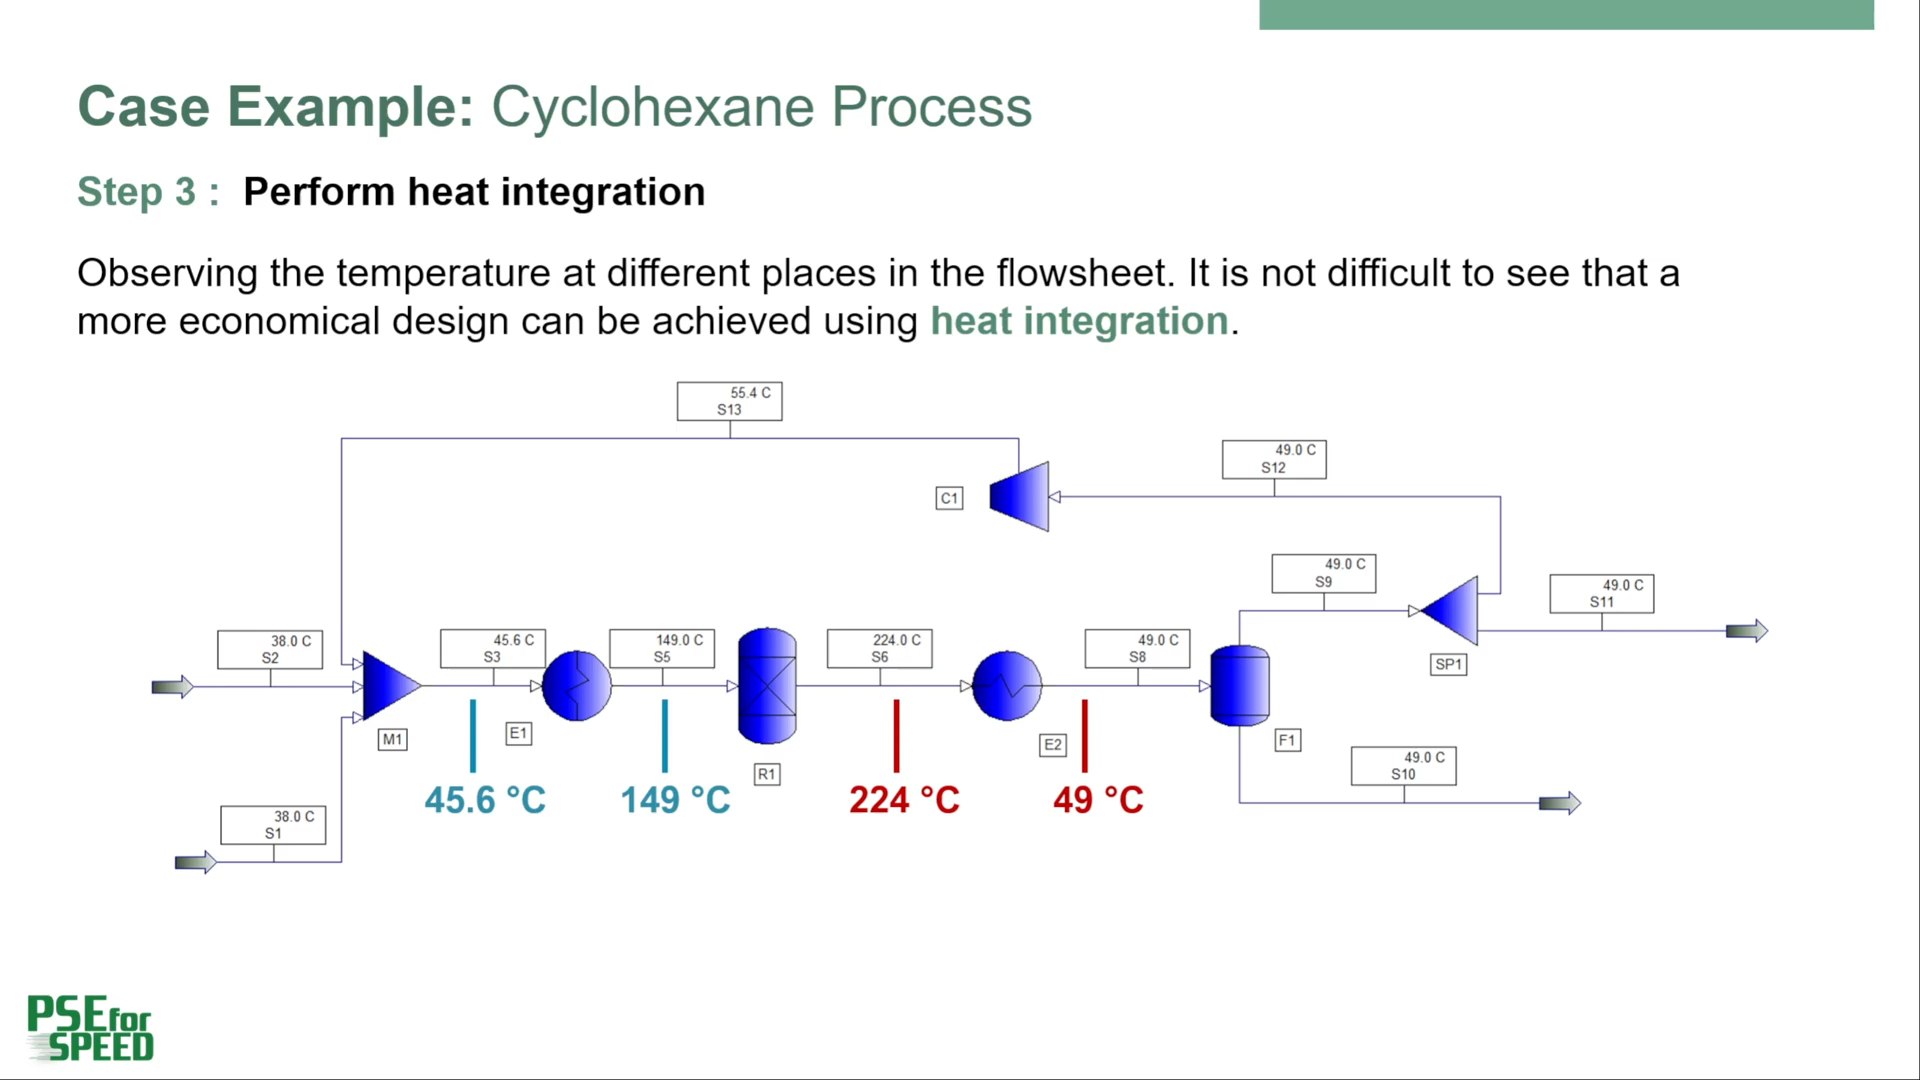 Case Example: Cyclohexane Process
Step 3 : Perform heat integration
Observing the temperature at different places in the flowsheet. It is not difficult to see that a
more economical design can be achieved using heat integration.
55.4 C
S13
49.0 C
S12
C1
49.0 C
S9
49.0 C
S11
38.0 C
S2
45.6 C
S3
149.0 C
S5
224.0 C
S6
49.0 C
S8
SP1
M1
E1
R1
E2
F1
49.0 C
S10
45.6 °C
149 °C
224 °C
49 °C
38.0 C
S1
PSE for
SPEED